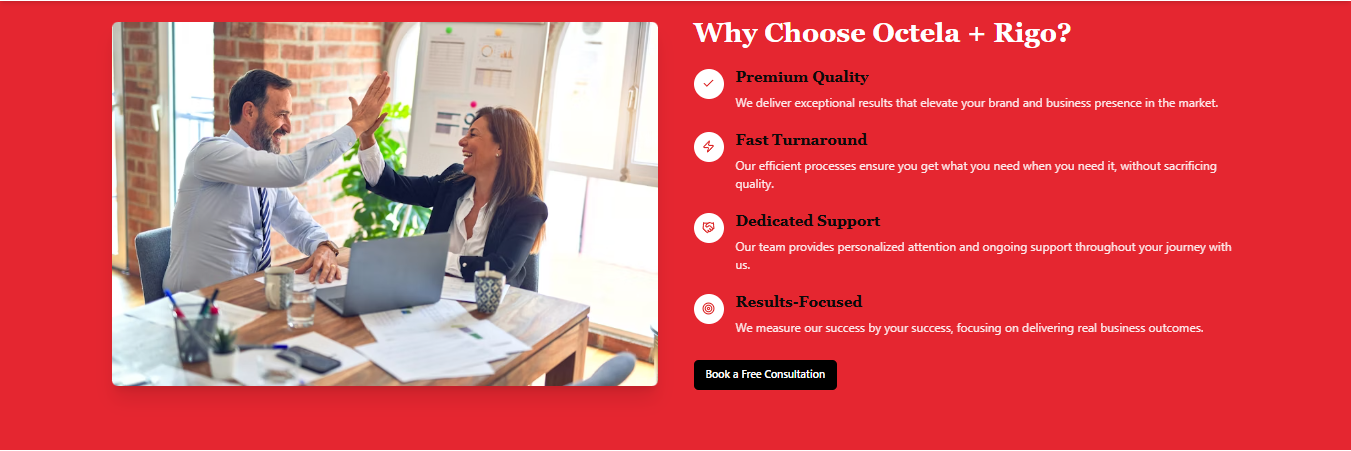 Why Choose Octela + Rigo?
Premium Quality
We deliver exceptional results that elevate your brand and business presence in the market.
Fast Turnaround
Our efficient processes ensure you get what you need when you need it, without sacrificing
quality.
Dedicated Support
Our team provides personalized attention and ongoing support throughout your journey with
us.
Results-Focused
We measure our success by your success, focusing on delivering real business outcomes.
Book a Free Consultation